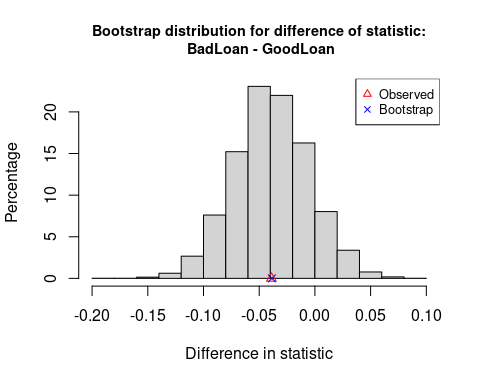 Bootstrap distribution for difference of statistic:
BadLoan - GoodLoan
Observed
Bootstrap
Percentage
20
15
10
5
0
-0.20 -0.15 -0.10 -0.05 0.00 0.05 0.10
Difference in statistic